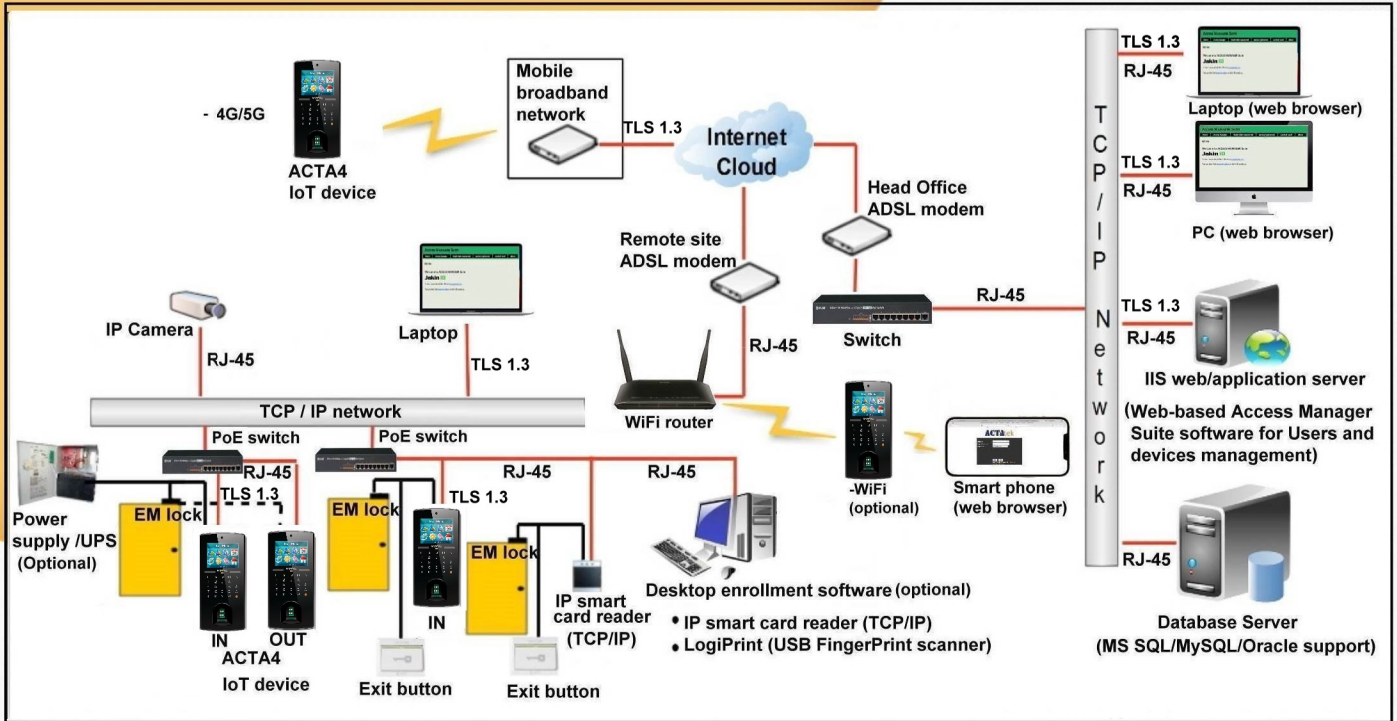 Mobile
broadband
network
- 4G/5G
TLS 1.3
ACTA4
IoT device
Internet
Cloud
Head Office
ADSL modem
Remote site
ADSL modem
Switch
RJ-45
RJ-45
WiFi router
IP Camera
RJ-45
Laptop
TLS 1.3
TCP / IP network
PoE switch
PoE switch
RJ-45
TLS 1.3
RJ-45
RJ-45
TLS 1.3
Power
supply /UPS
(Optional)
EM lock
EM lock
EM lock
IN
OUT
ACTA4
IoT device
IN
IP smart
card reader
(TCP/IP)
Exit button
Exit button
Desktop enrollment software (optional)
• IP smart card reader (TCP/IP)
• LogiPrint (USB FingerPrint scanner)
-WiFi
(optional)
ACTAtek
Smart phone
(web browser)
TCP/IP Network
TLS 1.3
RJ-45
Jakin
Laptop (web browser)
TLS 1.3
RJ-45
Jakin
PC (web browser)
TLS 1.3
RJ-45
IIS web/application server
(Web-based Access Manager
Suite software for Users and
devices management)
RJ-45
Database Server
(MS SQL/MySQL/Oracle support)
Jakin